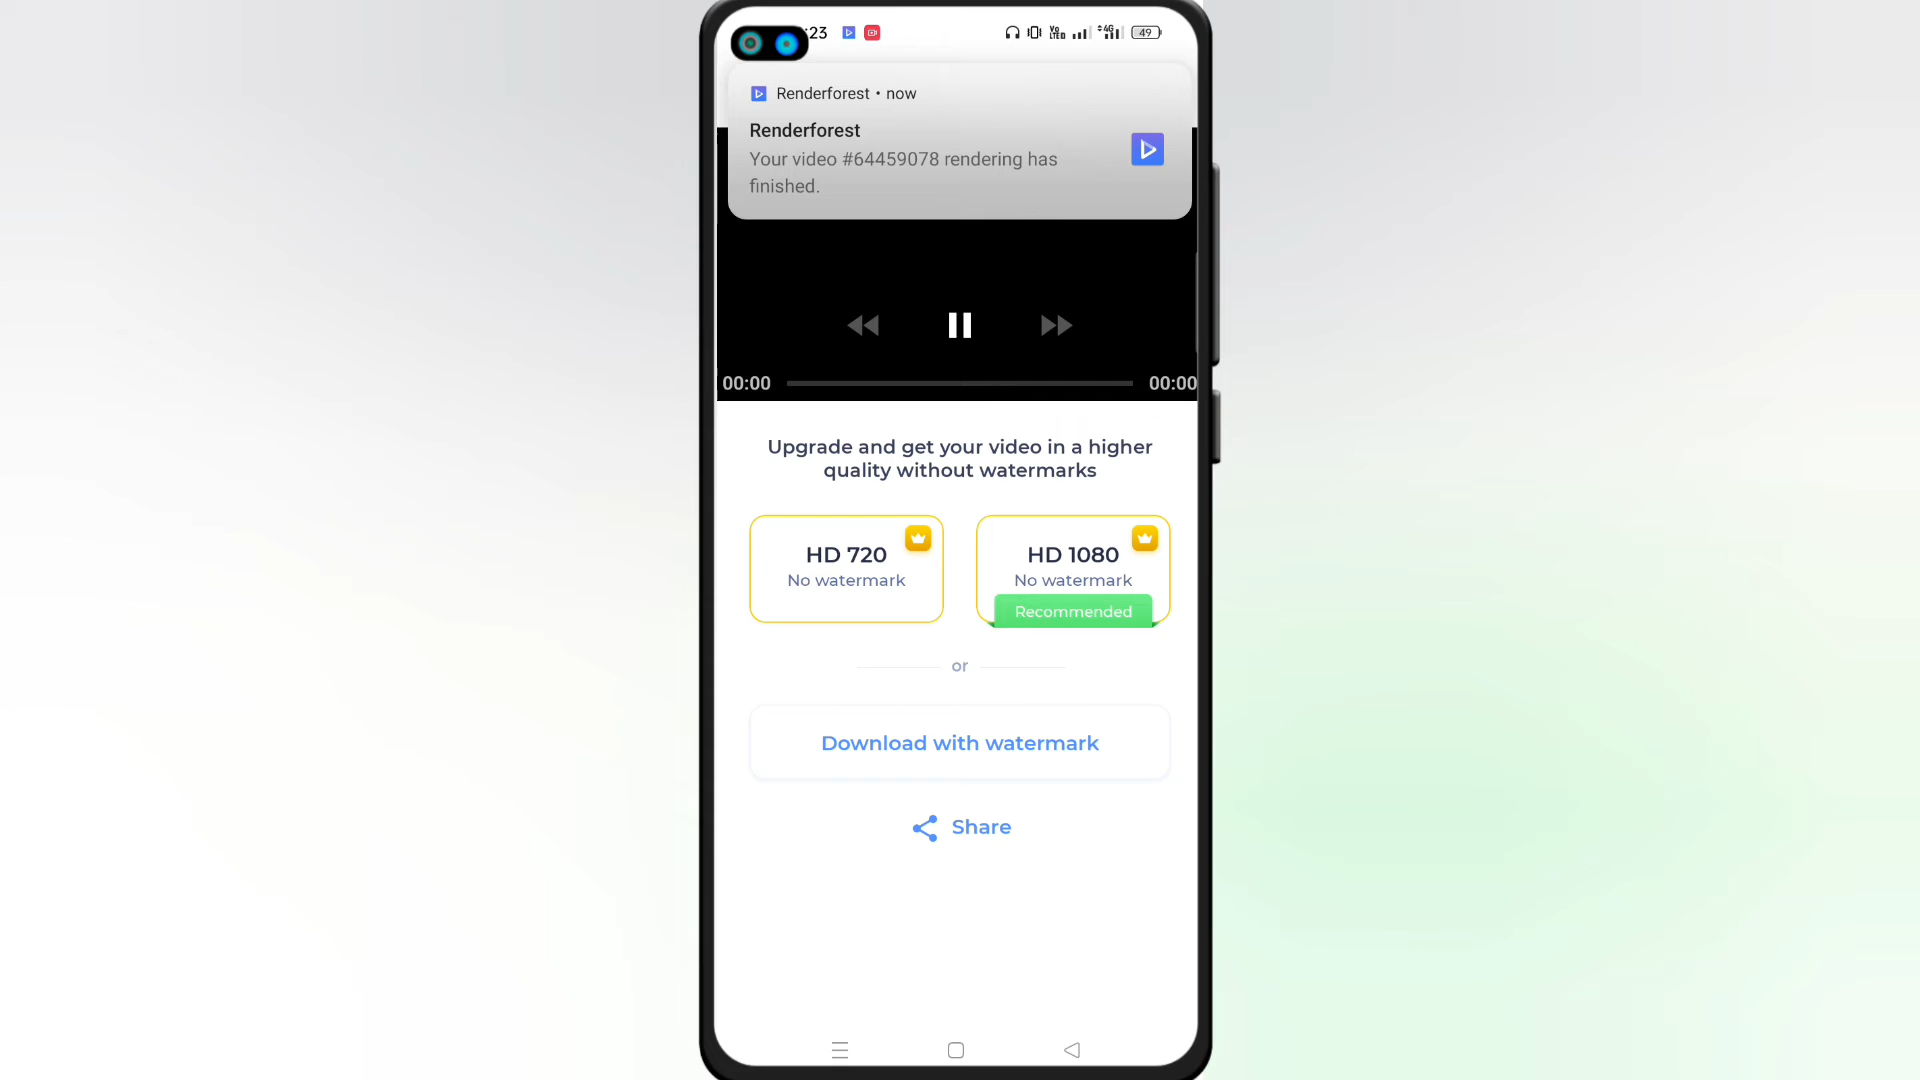 :23
49
Renderforest • now
Renderforest
Your video #64459078 rendering has
finished.
00:00
00:00
Upgrade and get your video in a higher
quality without watermarks
HD 720
No watermark
HD 1080
No watermark
Recommended
or
Download with watermark
Share